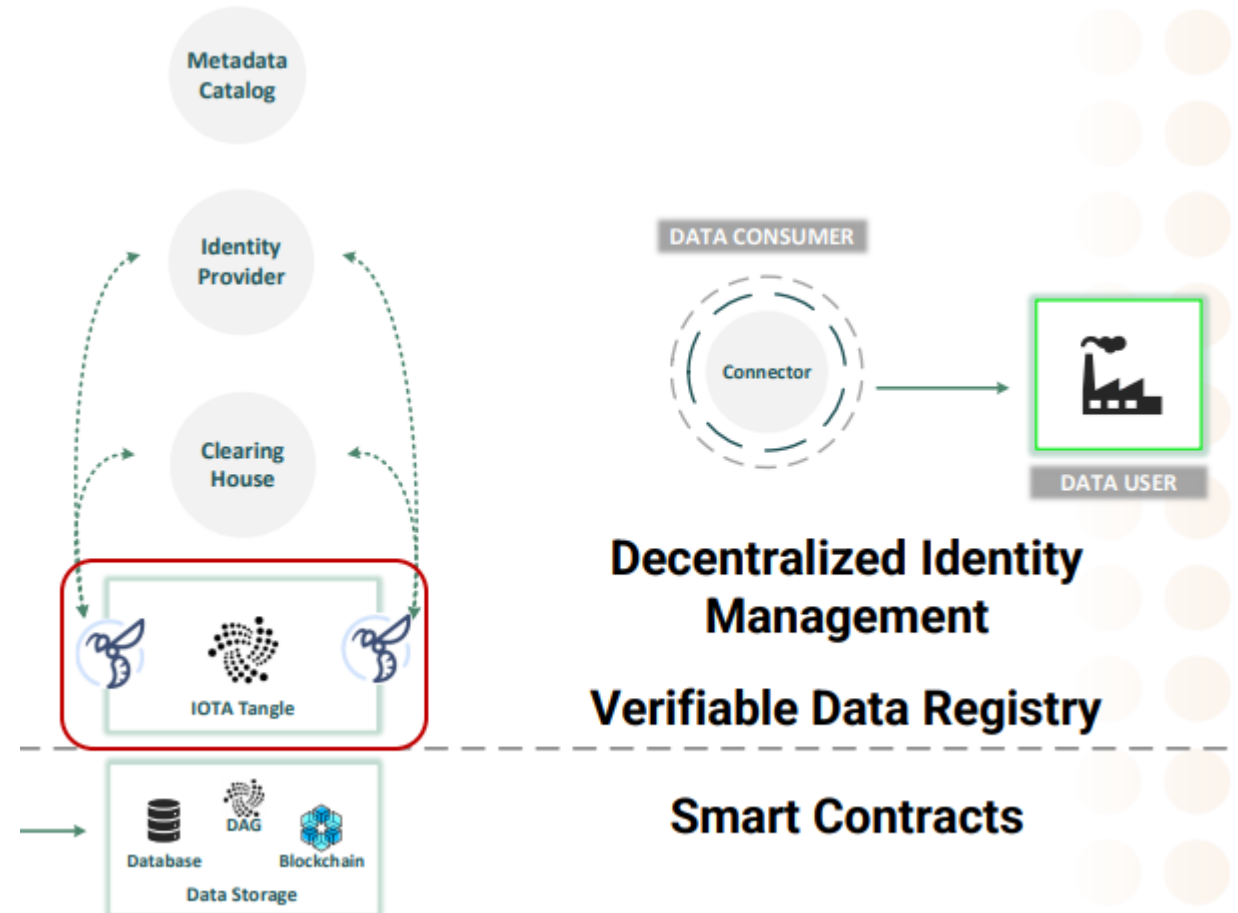 Metadata
Catalog
Identity
Provider
DATA CONSUMER
Connector
DATA USER
Clearing
House
Decentralized Identity
Management
IOTA Tangle
Verifiable Data Registry
Smart Contracts
DAG
Database
Blockchain
Data Storage